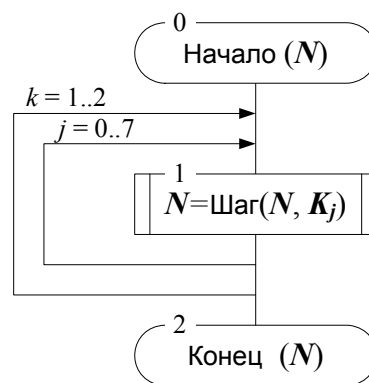 0
Начало (N)
k = 1..2
j = 0..7
1
N=Шаг(N, Kj)
2
Конец (N)